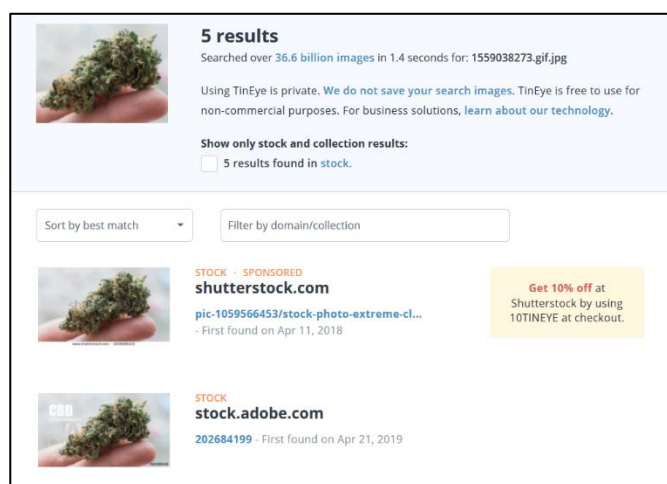 5 results
Searched over 36.6 billion images in 1.4 seconds for: 1559038273.gif.jpg
Using TinEye is private. We do not save your search images. TinEye is free to use for
non-commercial purposes. For business solutions, learn about our technology.
Show only stock and collection results:
5 results found in stock.
Sort by best match
Filter by domain/collection
STOCK · SPONSORED
shutterstock.com
pic-1059566453/stock-photo-extreme-cl...
- First found on Apr 11, 2018
Get 10% off at
Shutterstock by using
10TINEYE at checkout.
CBD
STOCK
stock.adobe.com
202684199 - First found on Apr 21, 2019